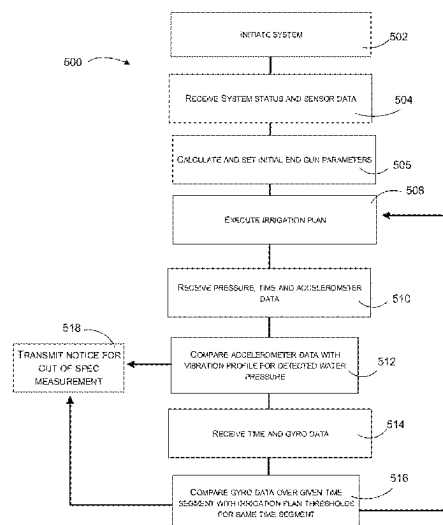 INITIATE SYSTEM
502
500
RECEIVE SYSTEM STATUS AND SENSOR DATA
504
CALCULATE AND SET INITIAL END GUN PARAMETERS
505
508
EXECUTE IRRIGATION PLAN
RECEIVE PRESSURE, TIME AND ACCELEROMETER
DATA
510
518
TRANSMIT NOTICE FOR
OUT OF SPEC
MEASUREMENT
COMPARE ACCELEROMETER DATA WITH
VIBRATION PROFILE FOR DETECTED WATER
PRESSURE
512
RECEIVE TIME AND GYRO DATA
514
COMPARE GYRO DATA OVER GIVEN TIME
SEGMENT WITH IRRIGATION PLAN THRESHOLDS
FOR SAME TIME SEGMENT
516